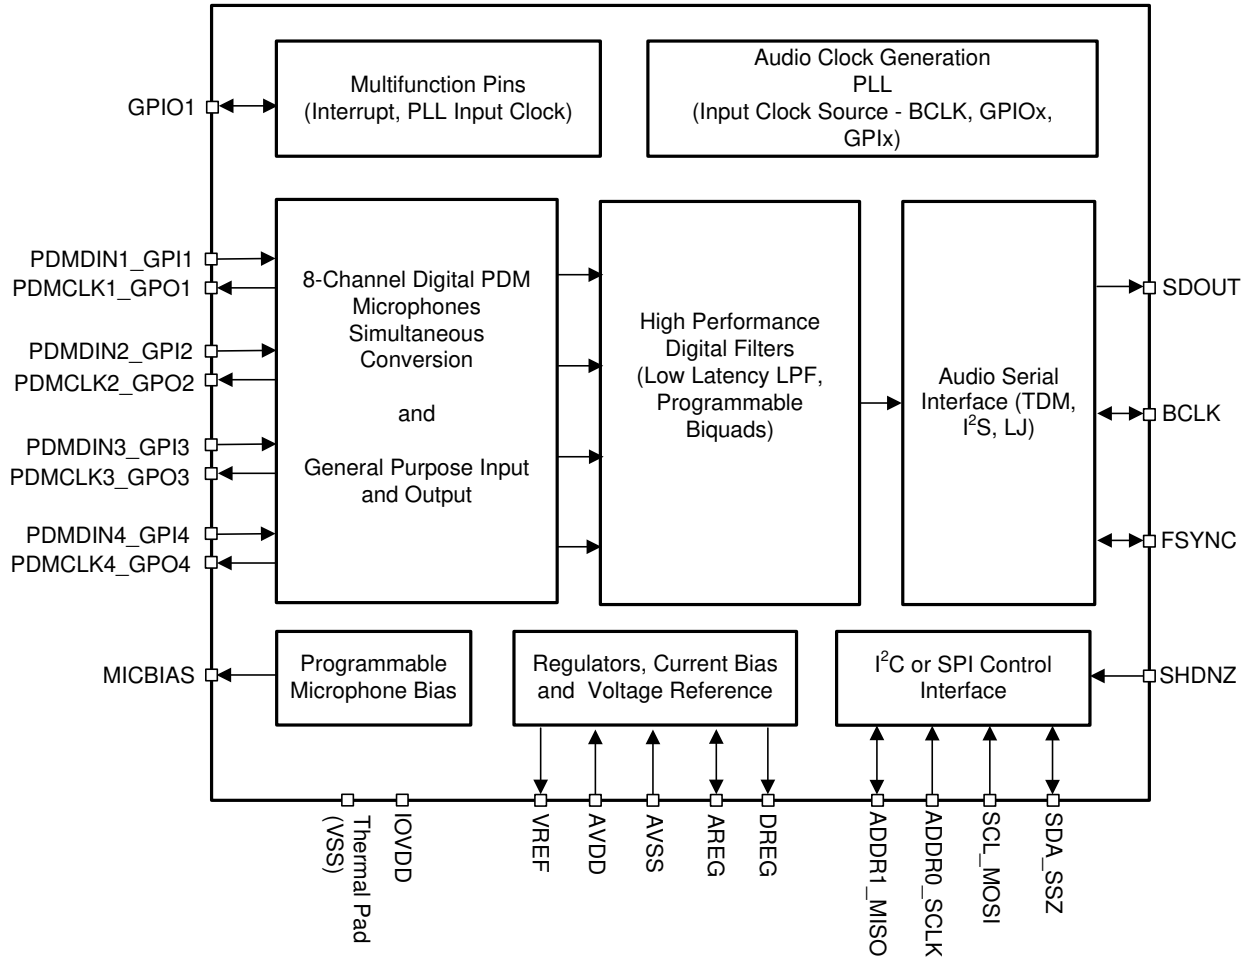 Multifunction Pins
(Interrupt, PLL Input Clock)
Audio Clock Generation
PLL
(Input Clock Source - BCLK, GPIOx,
GPIx)
GPIO1
PDMDIN1_GPI1
PDMCLK1_GPO1
PDMDIN2_GPI2
PDMCLK2_GPO2
PDMDIN3_GPI3
PDMCLK3_GPO3
PDMDIN4_GPI4
PDMCLK4_GPO4
8-Channel Digital PDM
Microphones
Simultaneous
Conversion
and
General Purpose Input
and Output
High Performance
Digital Filters
(Low Latency LPF,
Programmable
Biquads)
Audio Serial
Interface (TDM,
I²S, LJ)
SDOUT
BCLK
FSYNC
MICBIAS
Programmable
Microphone Bias
Regulators, Current Bias
and Voltage Reference
I²C or SPI Control
Interface
SHDNZ
Thermal Pad
(VSS)
IOVDD
VREF
AVDD
AVSS
AREG
DREG
ADDR1_MISO
ADDR0_SCLK
SCL_MOSI
SDA_SSZ